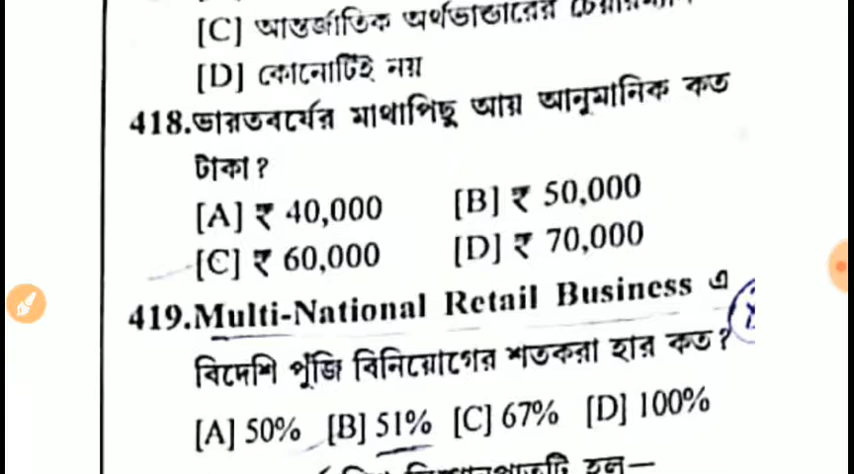 [C] আন্তর্জাতিক অর্থভান্ডারের
[D] কোনোটিই নয়
418.ভারতবর্ষের মাথাপিছু আয় আনুমানিক কত
টাকা?
[A] ₹ 40,000 [B] ₹ 50,000
[C] ₹ 60,000 [D] ₹ 70,000
419.Multi-National Retail Business এ
বিদেশি পুঁজি বিনিয়োগের শতকরা হার কত?
[A] 50% [B] 51% [C] 67% [D] 100%
হল—